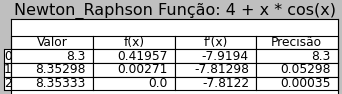 Newton_Raphson Função: 4 + x * cos(x)
Valor f(x) f'(x) Precisão
0 8.3 0.41957 -7.9194 8.3
1 8.35298 0.00271 -7.81298 0.05298
2 8.35333 0.0 -7.8122 0.00035